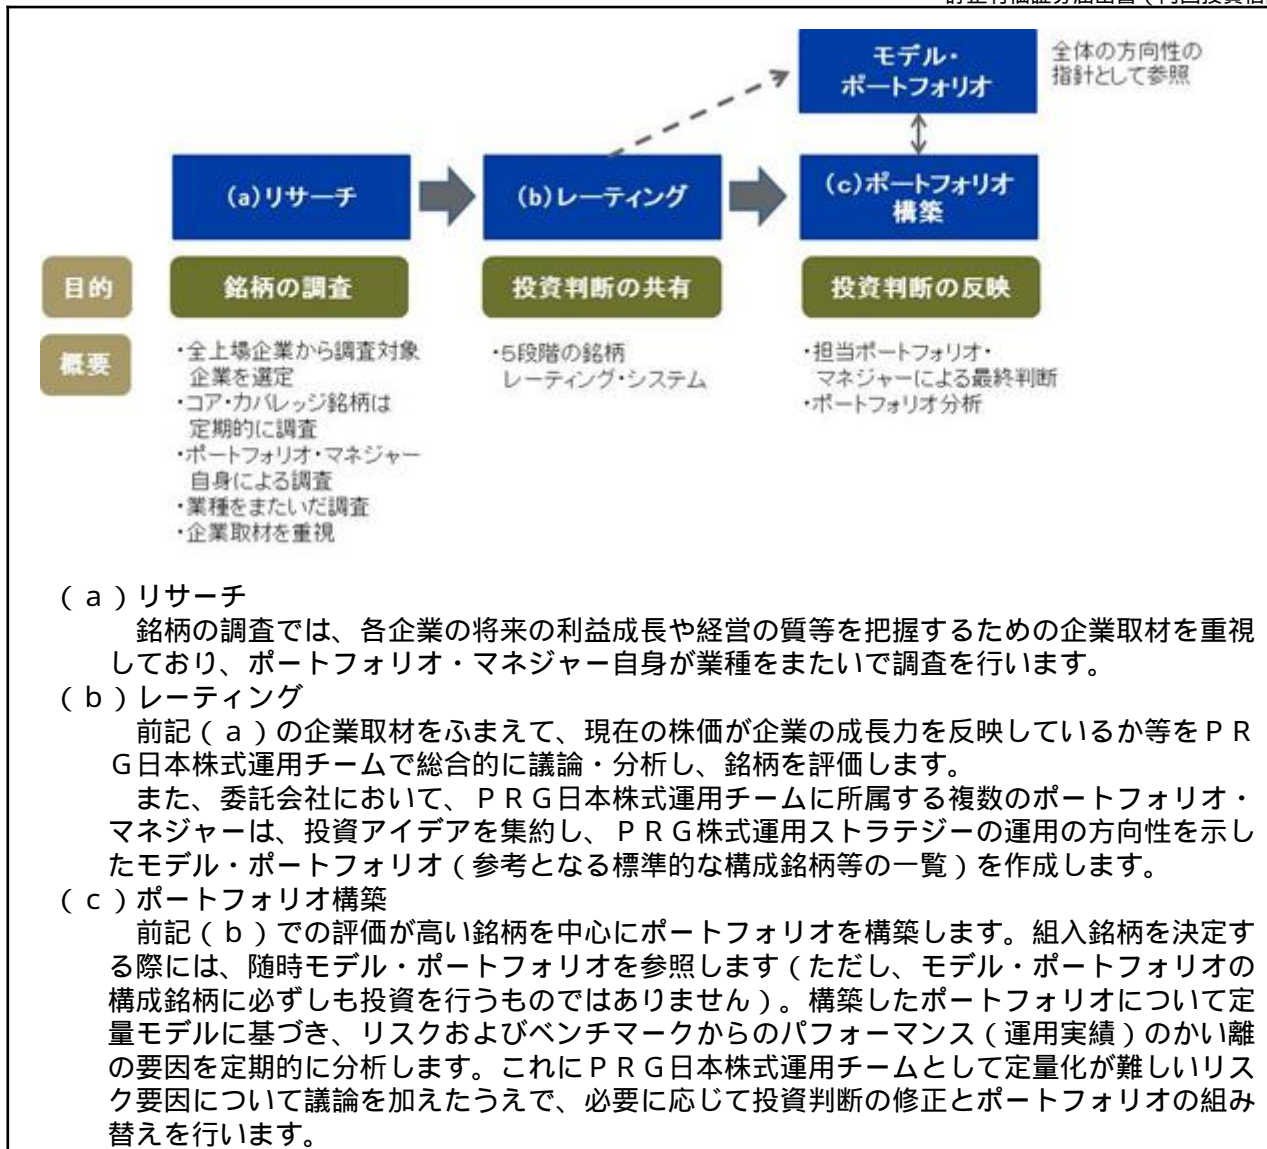 モデル・
ポートフォリオ
全体の方向性の
指針として参照
(a)リサーチ
(b)レーティング
(c)ポートフォリオ
構築
目的
銘柄の調査
投資判断の共有
投資判断の反映
概要
・全上場企業から調査対象
企業を選定
・コア・カバレッジ銘柄は
定期的に調査
・ポートフォリオ・マネジャー
自身による調査
・業種をまたいだ調査
・企業取材を重視
・5段階の銘柄
レーティング・システム
・担当ポートフォリオ・
マネジャーによる最終判断
・ポートフォリオ分析
(a)リサーチ
銘柄の調査では、各企業の将来の利益成長や経営の質等を把握するための企業取材を重視
しており、ポートフォリオ・マネジャー自身が業種をまたいで調査を行います。
(b)レーティング
前記(a)の企業取材をふまえて、現在の株価が企業の成長力を反映しているか等をPR
G日本株式運用チームで総合的に議論・分析し、銘柄を評価します。
また、委託会社において、PRG日本株式運用チームに所属する複数のポートフォリオ・
マネジャーは、投資アイデアを集約し、PRG株式運用ストラテジーの運用の方向性を示し
たモデル・ポートフォリオ(参考となる標準的な構成銘柄等の一覧)を作成します。
(c)ポートフォリオ構築
前記(b)での評価が高い銘柄を中心にポートフォリオを構築します。組入銘柄を決定す
る際には、随時モデル・ポートフォリオを参照します(ただし、モデル・ポートフォリオの
構成銘柄に必ずしも投資を行うものではありません)。構築したポートフォリオについて定
量モデルに基づき、リスクおよびベンチマークからのパフォーマンス(運用実績)のかい離
の要因を定期的に分析します。これにPRG日本株式運用チームとして定量化が難しいリス
ク要因について議論を加えたうえで、必要に応じて投資判断の修正とポートフォリオの組み
替えを行います。